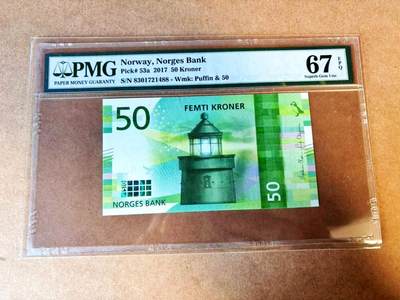 PMG
PAPER MONEY GUARANTY
Norway, Norges Bank
Pick# 53a 2017 50 Kroner
S/N 8301721488 - Wmk: Puffin & 50
67 EPQ
Superb Gem Unc
50
FEMTI KRONER
50
NORGES BANK